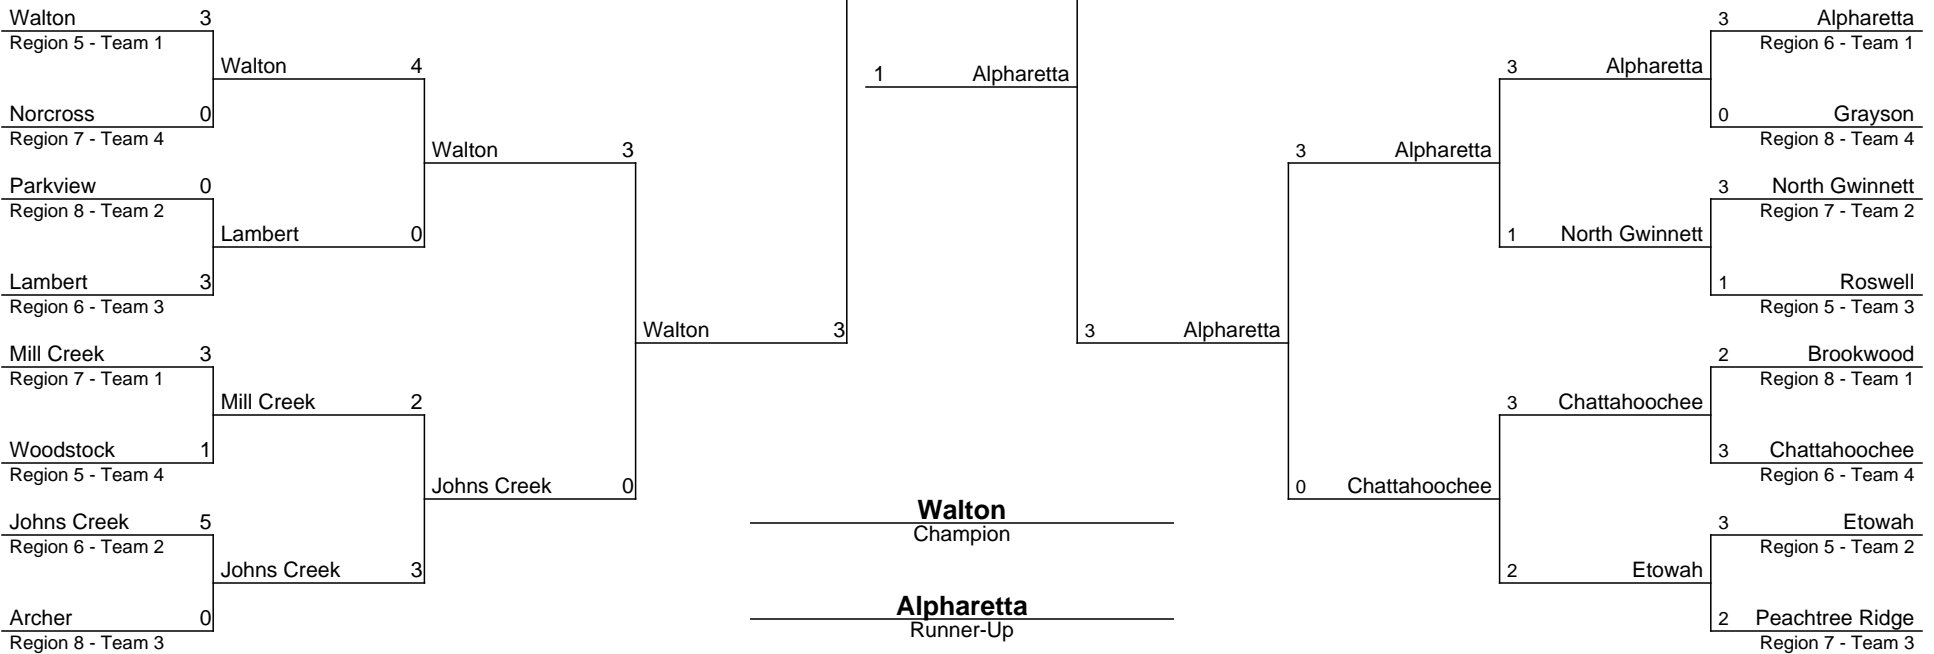 Walton 3
Region 5 - Team 1
Walton 4
Norcross 0
Region 7 - Team 4
Walton 3
Parkview 0
Region 8 - Team 2
Lambert 0
Lambert 3
Region 6 - Team 3
Walton 3
Mill Creek 3
Region 7 - Team 1
Mill Creek 2
Woodstock 1
Region 5 - Team 4
Johns Creek 0
Johns Creek 5
Region 6 - Team 2
Johns Creek 3
Archer 0
Region 8 - Team 3
1 Alpharetta
Walton
Champion
Alpharetta
Runner-Up
3 Alpharetta
Region 6 - Team 1
3 Alpharetta
0 Grayson
Region 8 - Team 4
3 Alpharetta
3 North Gwinnett
Region 7 - Team 2
1 North Gwinnett
1 Roswell
Region 5 - Team 3
3 Alpharetta
2 Brookwood
Region 8 - Team 1
3 Chattahoochee
3 Chattahoochee
Region 6 - Team 4
0 Chattahoochee
3 Etowah
Region 5 - Team 2
2 Etowah
2 Peachtree Ridge
Region 7 - Team 3